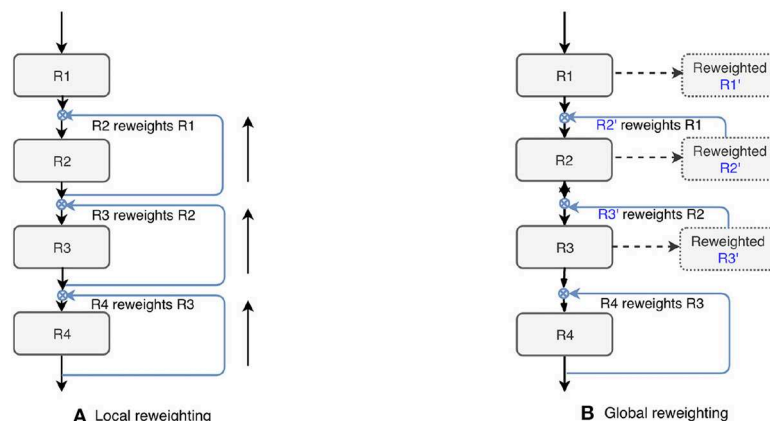 R1
R2 reweights R1
R2
R3 reweights R2
R3
R4 reweights R3
R4
A Local reweighting
R1
Reweighted
R1'
R2' reweights R1
R2
Reweighted
R2'
R3' reweights R2
R3
Reweighted
R3'
R4 reweights R3
R4
B Global reweighting